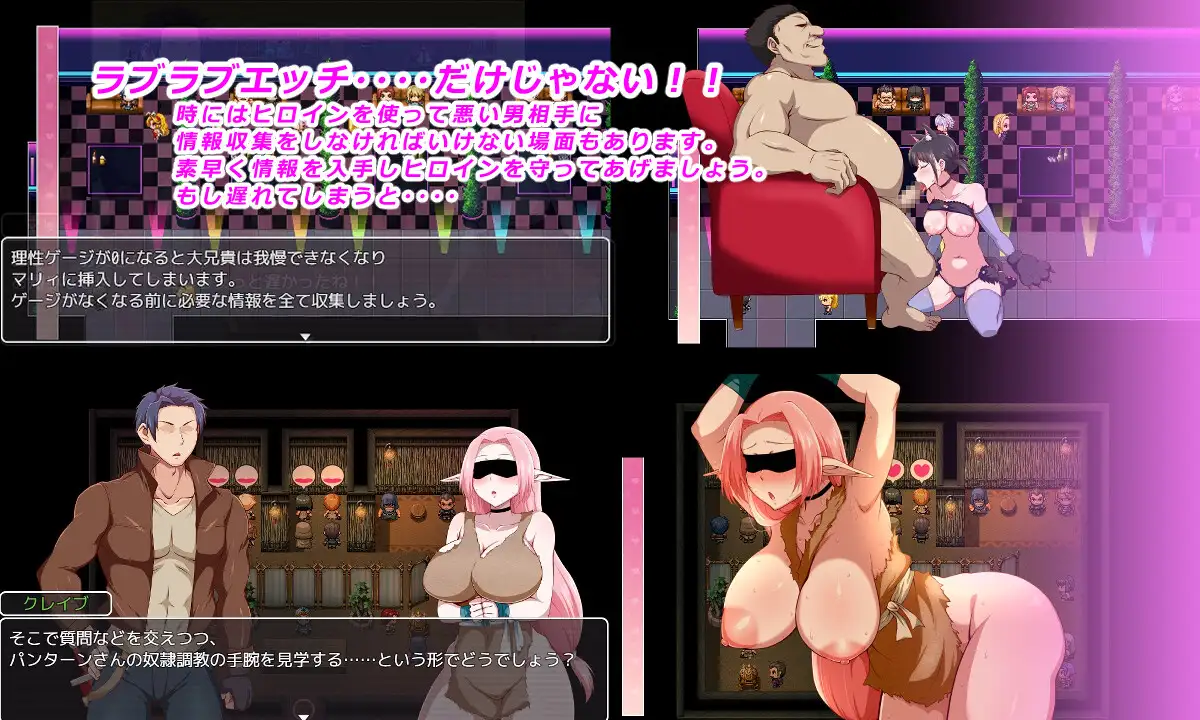 ラブラブエッチ････だけじゃない！！
時にはヒロインを使って悪い男相手に
情報収集をしなければいけない場面もあります。
素早く情報を入手しヒロインを守ってあげましょう。
もし遅れてしまうと････
理性ゲージが0になると大兄貴は我慢できなくなり
マリィに挿入してしまいます。
ゲージがなくなる前に必要な情報を全て収集しましょう。
クレイブ
そこで質問などを交えつつ、
パンターンさんの奴隷調教の手腕を見学する……という形でどうでしょう？